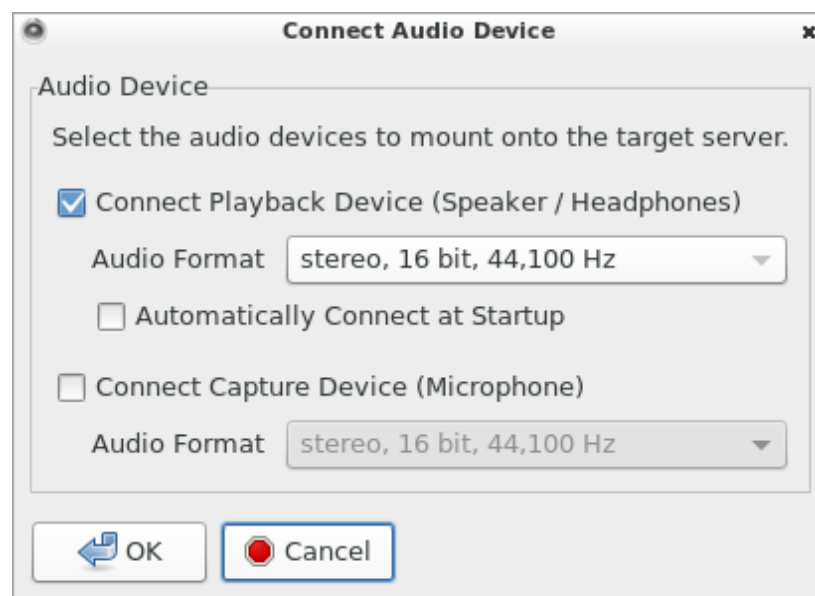 Connect Audio Device
Audio Device
Select the audio devices to mount onto the target server.
Connect Playback Device (Speaker / Headphones)
Audio Format stereo, 16 bit, 44,100 Hz
Automatically Connect at Startup
Connect Capture Device (Microphone)
Audio Format stereo, 16 bit, 44,100 Hz
OK Cancel